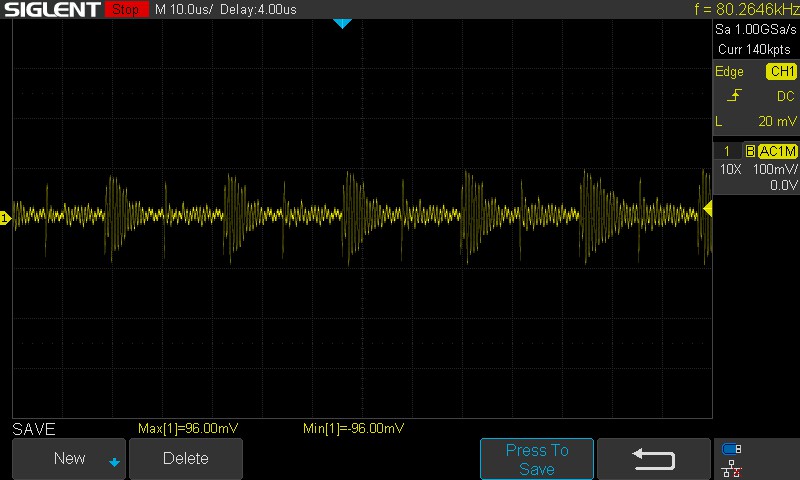 SIGLENT Stop M 10.0us/ Delay:4.00us f = 80.2646kHz
Sa 1.00GSa/s
Curr 140kpts
Edge CH1
DC
L 20 mV
1 B AC1M
10X 100mV/
0.0V
1
SAVE Max[1]=96.00mV Min[1]=-96.00mV
New Delete Press To
Save